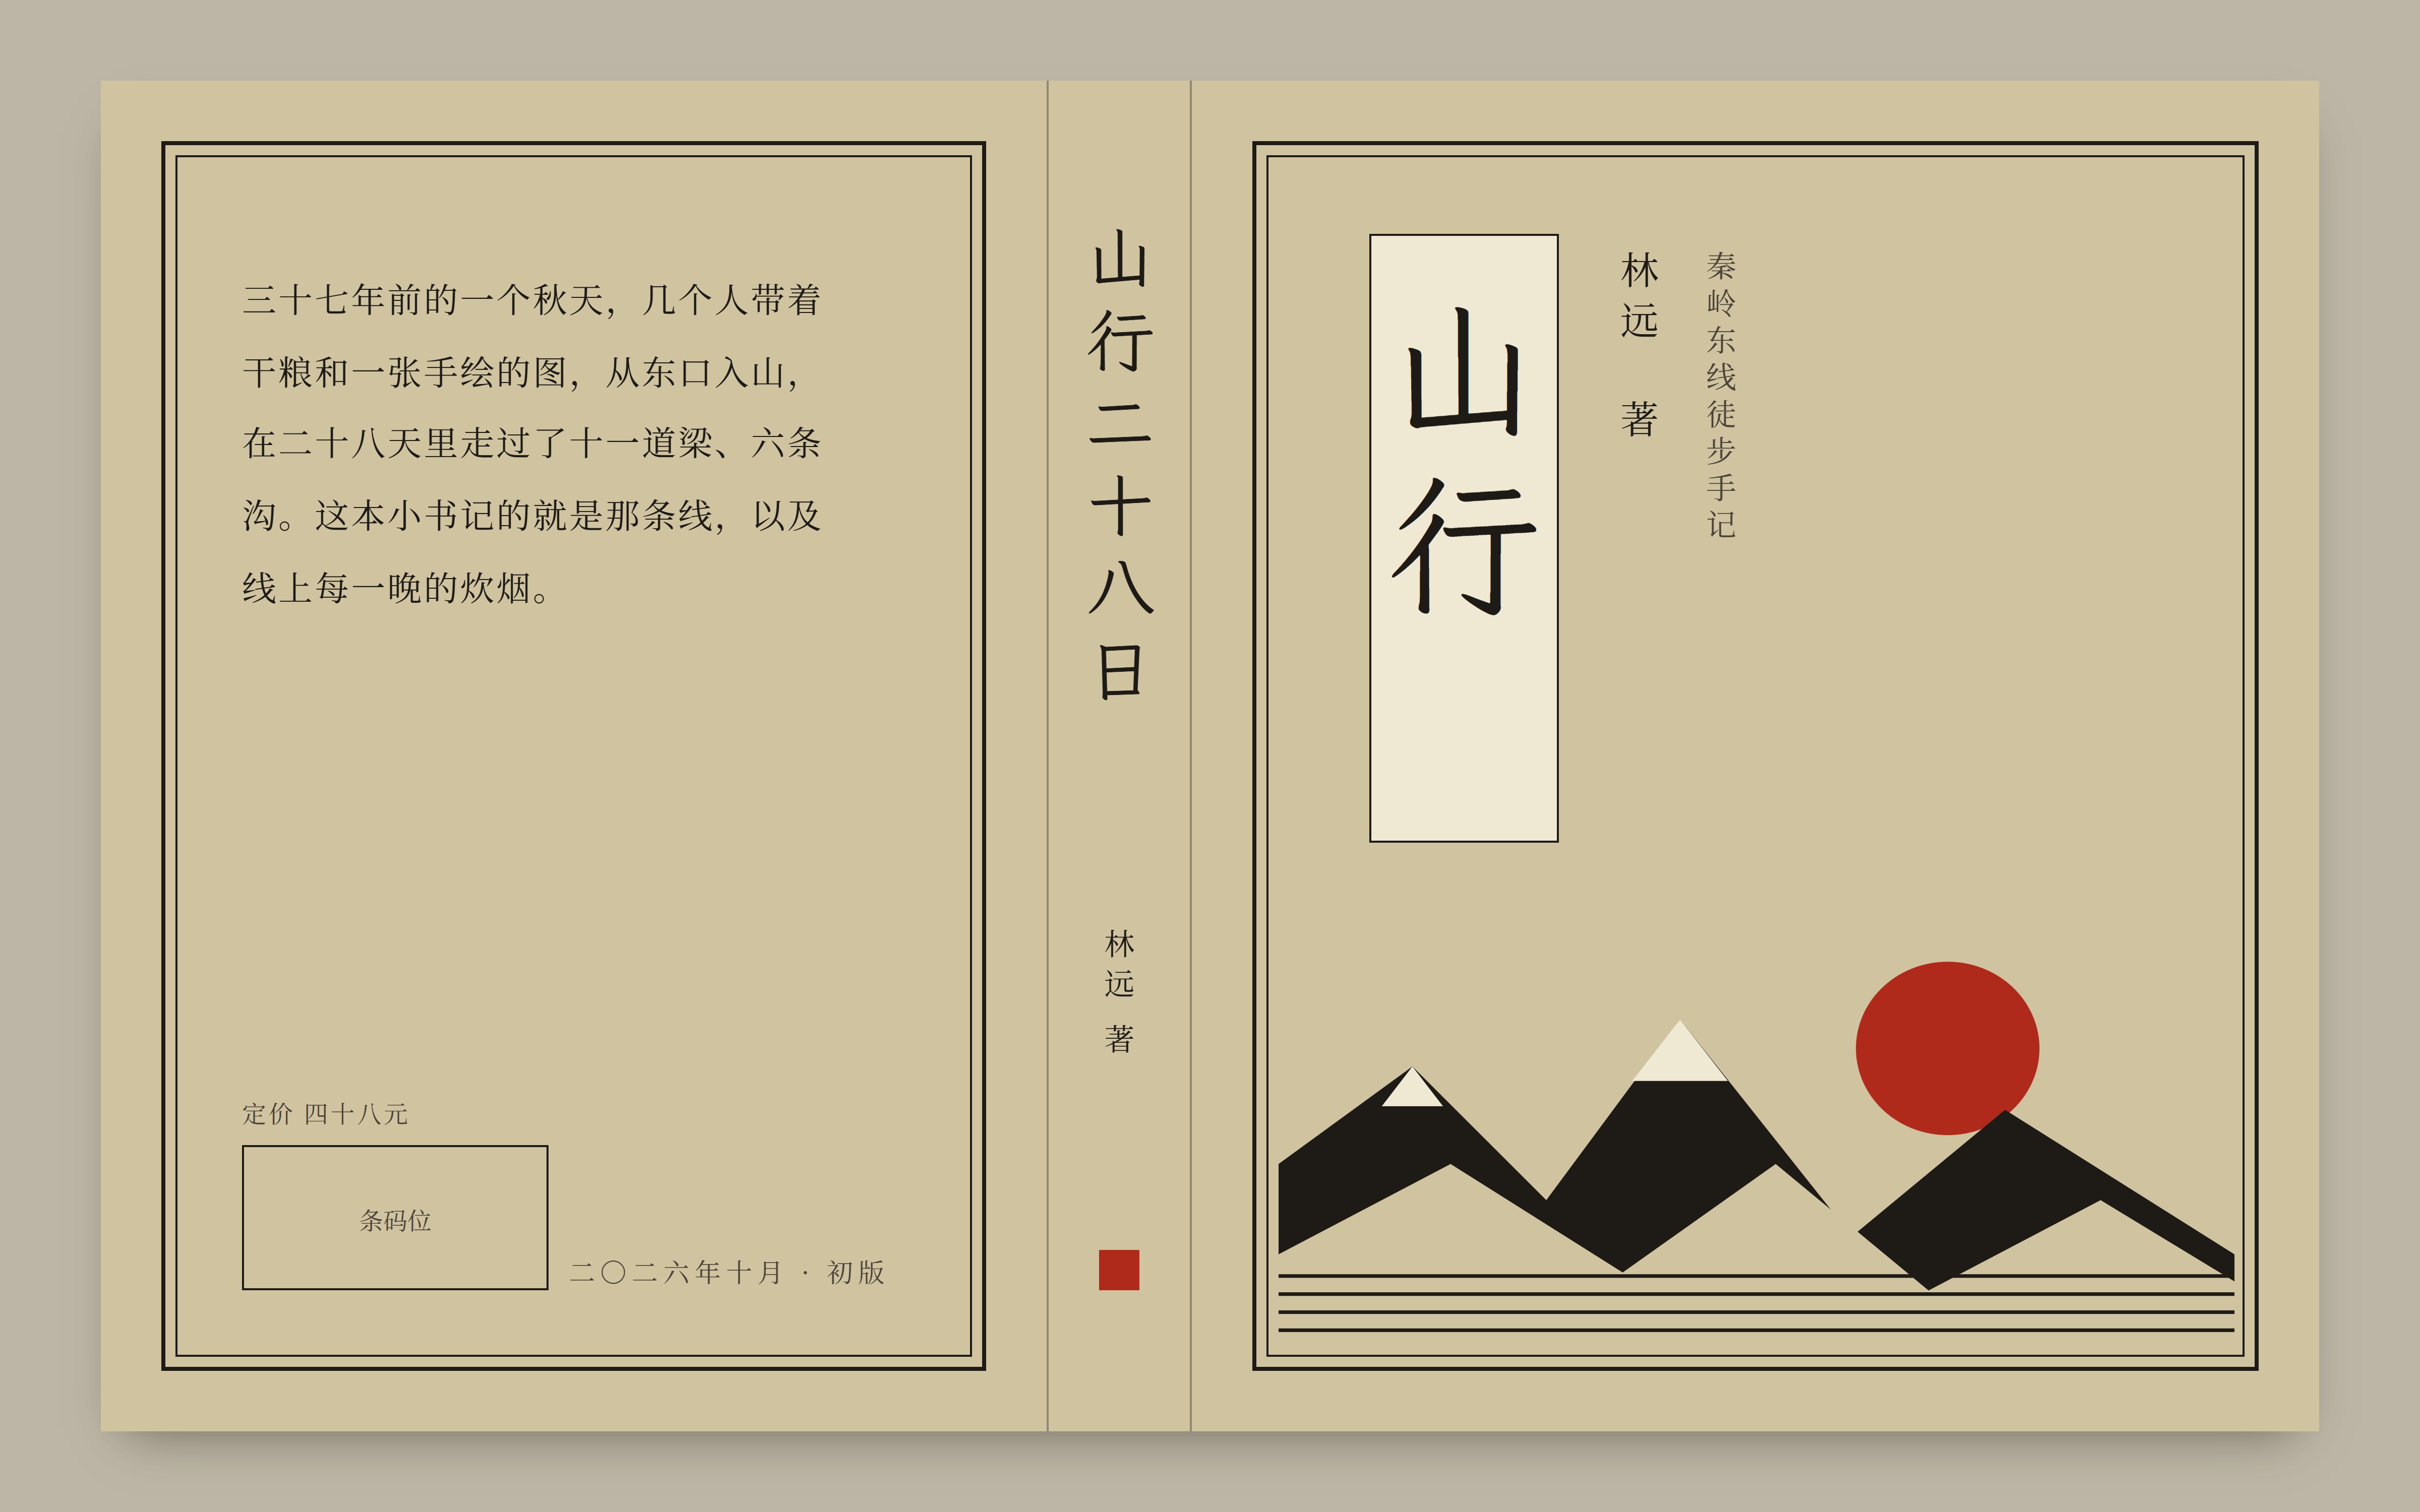 三十七年前的一个秋天，几个人带着
干粮和一张手绘的图，从东口入山，
在二十八天里走过了十一道梁、六条
沟。这本小书记的就是那条线，以及
线上每一晚的炊烟。
定价 四十八元
条码位
二〇二六年十月 · 初版
山行二十八日
林远 著
山行
林远 著
秦岭东线徒步手记